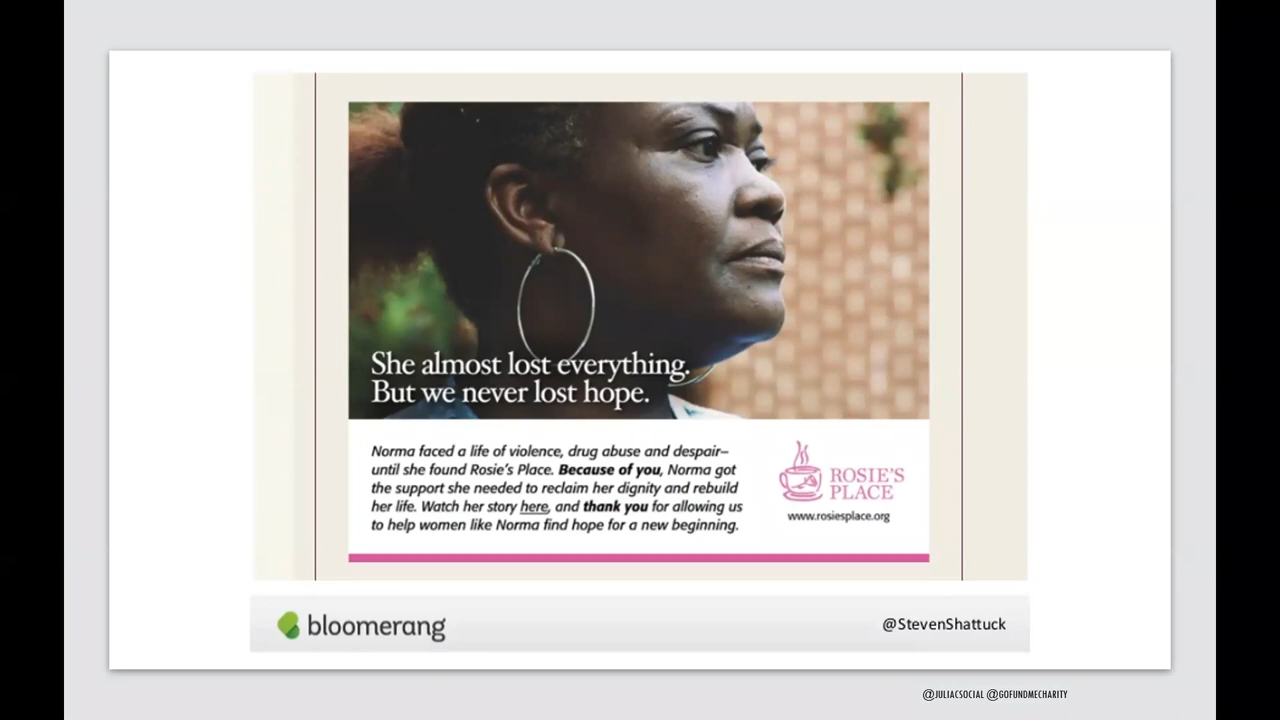 She almost lost everything.
But we never lost hope.
Norma faced a life of violence, drug abuse and despair–
until she found Rosie's Place. Because of you, Norma got
the support she needed to reclaim her dignity and rebuild
her life. Watch her story here, and thank you for allowing us
to help women like Norma find hope for a new beginning.
ROSIE'S
PLACE
www.rosiesplace.org
bloomerang
@StevenShattuck
@JULIACSOCIAL @GOFUNDMECHARITY